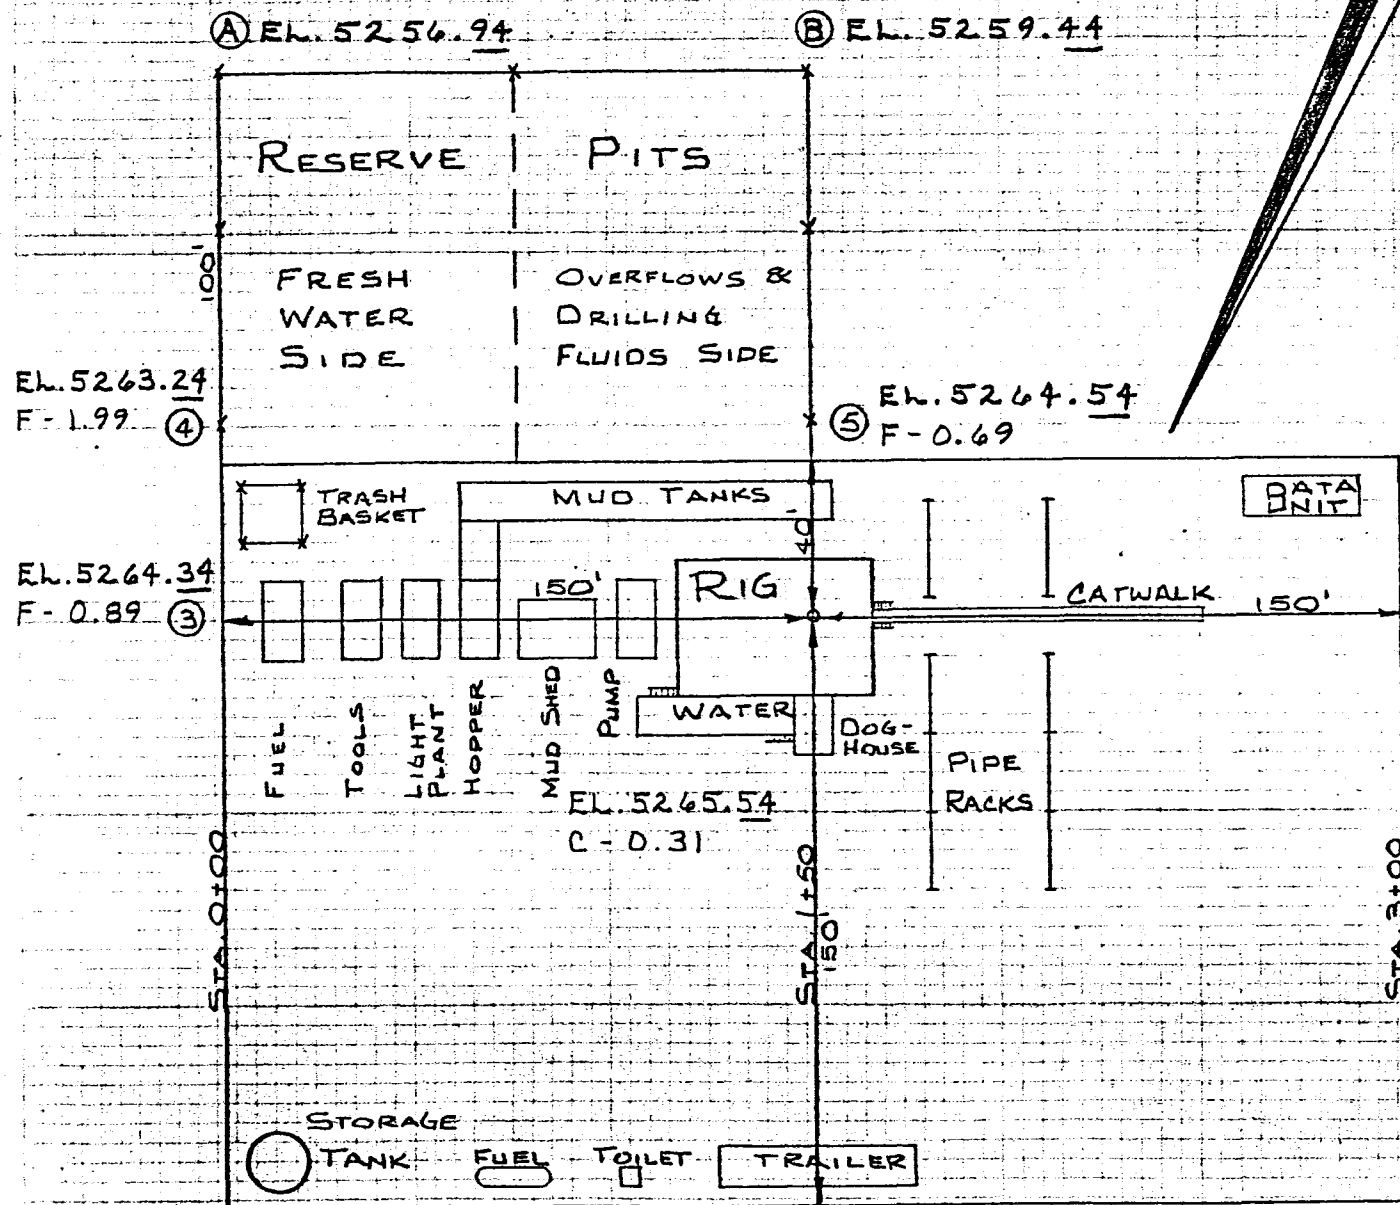 A EL. 5256.94
B EL. 5259.44
RESERVE PITS
100'
FRESH
WATER
SIDE
OVERFLOWS &
DRILLING
FLUIDS SIDE
EL. 5263.24
F - 1.99 4
EL. 5264.54
5 F - 0.69
TRASH
BASKET
MUD TANKS
40'
DATA
UNIT
EL. 5264.34
F - 0.89 3
150'
RIG
CATWALK
150'
FUEL
TOOLS
LIGHT
PLANT
HOPPER
MUD SHED
PUMP
WATER
DOG-
HOUSE
PIPE
RACKS
EL. 5265.54
C - 0.31
STA. 0+00
STA. 1+50
150'
STA. 3+00
STORAGE
TANK
FUEL
TOILET
TRAILER